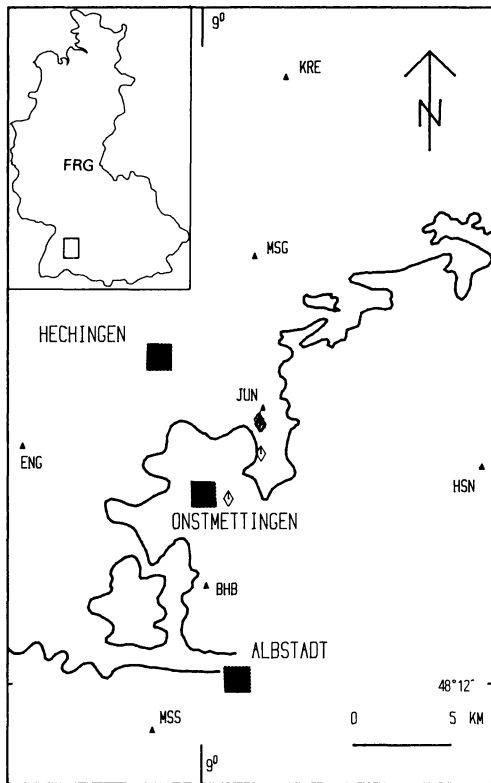 9°
KRE
N
FRG
MSG
HECHINGEN
JUN
ENG
HSN
ONSTMETTINGEN
BHB
ALBSTADT
48°12'
MSS
0 5 KM
9°